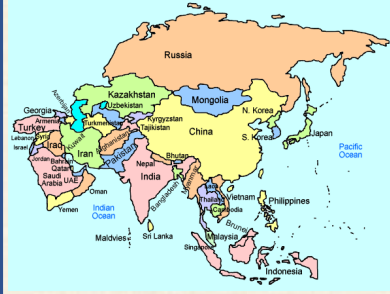 Russia
Kazakhstan
Mongolia
Uzbekistan
Georgia
Azerbaijan
Armenia
Turkmenistan
Kyrgyzstan
Tajikistan
N. Korea
S. Korea
Japan
Turkey
Lebanon
Syria
Israel
Iraq
Jordan
Kuwait
Iran
Afghanistan
Pakistan
China
Pacific
Ocean
Bahrain
Qatar
Saudi
Arabia
UAE
Oman
Yemen
Nepal
Bhutan
India
Bangladesh
Myanmar
Laos
Thailand
Vietnam
Cambodia
Philippines
Indian
Ocean
Maldives
Sri Lanka
Brunei
Malaysia
Singapore
Indonesia